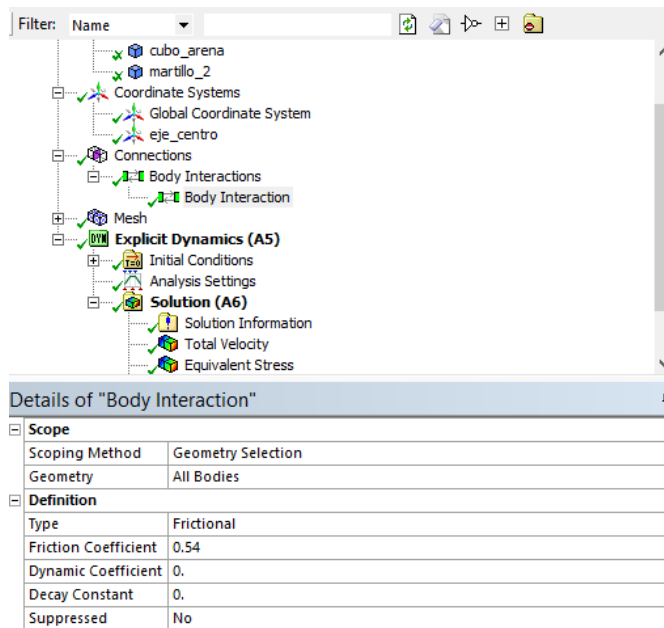 Filter: Name
cubo_arena
martillo_2
Coordinate Systems
Global Coordinate System
eje_centro
Connections
Body Interactions
Body Interaction
Mesh
DYN Explicit Dynamics (A5)
T=0 Initial Conditions
Analysis Settings
Solution (A6)
Solution Information
Total Velocity
Equivalent Stress
Details of "Body Interaction"
Scope
Scoping Method Geometry Selection
Geometry All Bodies
Definition
Type Frictional
Friction Coefficient 0.54
Dynamic Coefficient 0.
Decay Constant 0.
Suppressed No